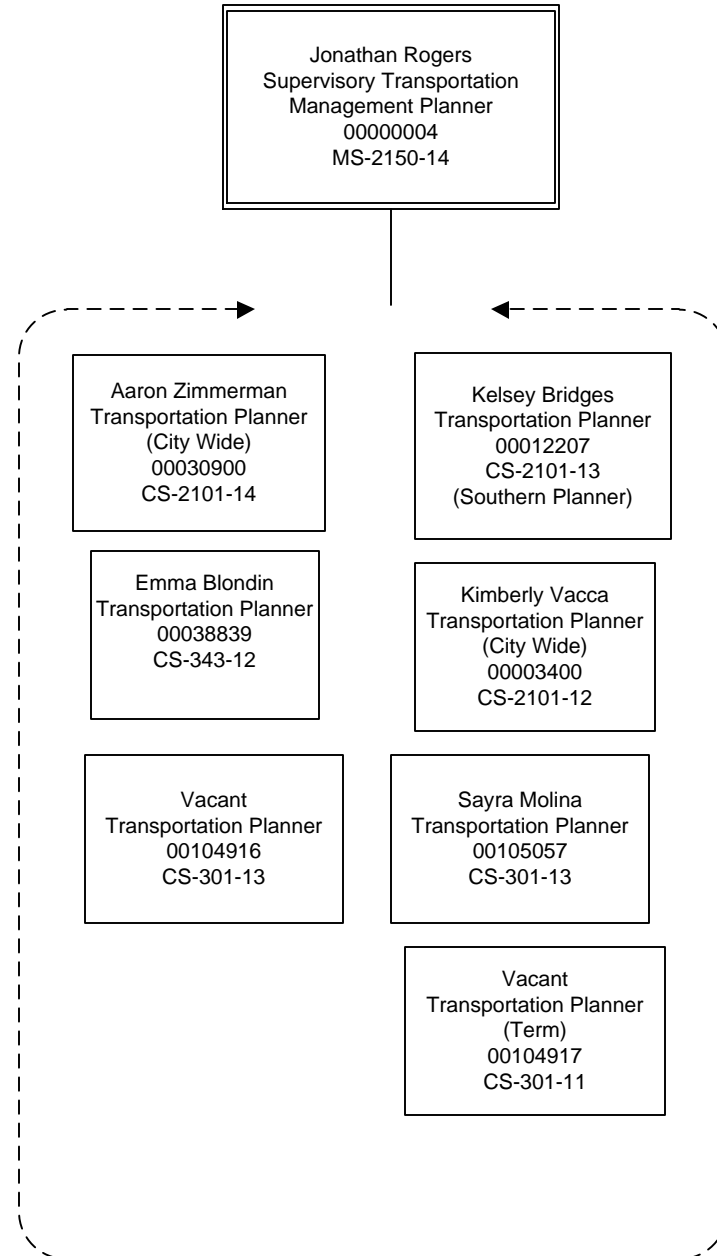 Jonathan Rogers
Supervisory Transportation
Management Planner
00000004
MS-2150-14
Aaron Zimmerman
Transportation Planner
(City Wide)
00030900
CS-2101-14
Kelsey Bridges
Transportation Planner
00012207
CS-2101-13
(Southern Planner)
Emma Blondin
Transportation Planner
00038839
CS-343-12
Kimberly Vacca
Transportation Planner
(City Wide)
00003400
CS-2101-12
Vacant
Transportation Planner
00104916
CS-301-13
Sayra Molina
Transportation Planner
00105057
CS-301-13
Vacant
Transportation Planner
(Term)
00104917
CS-301-11